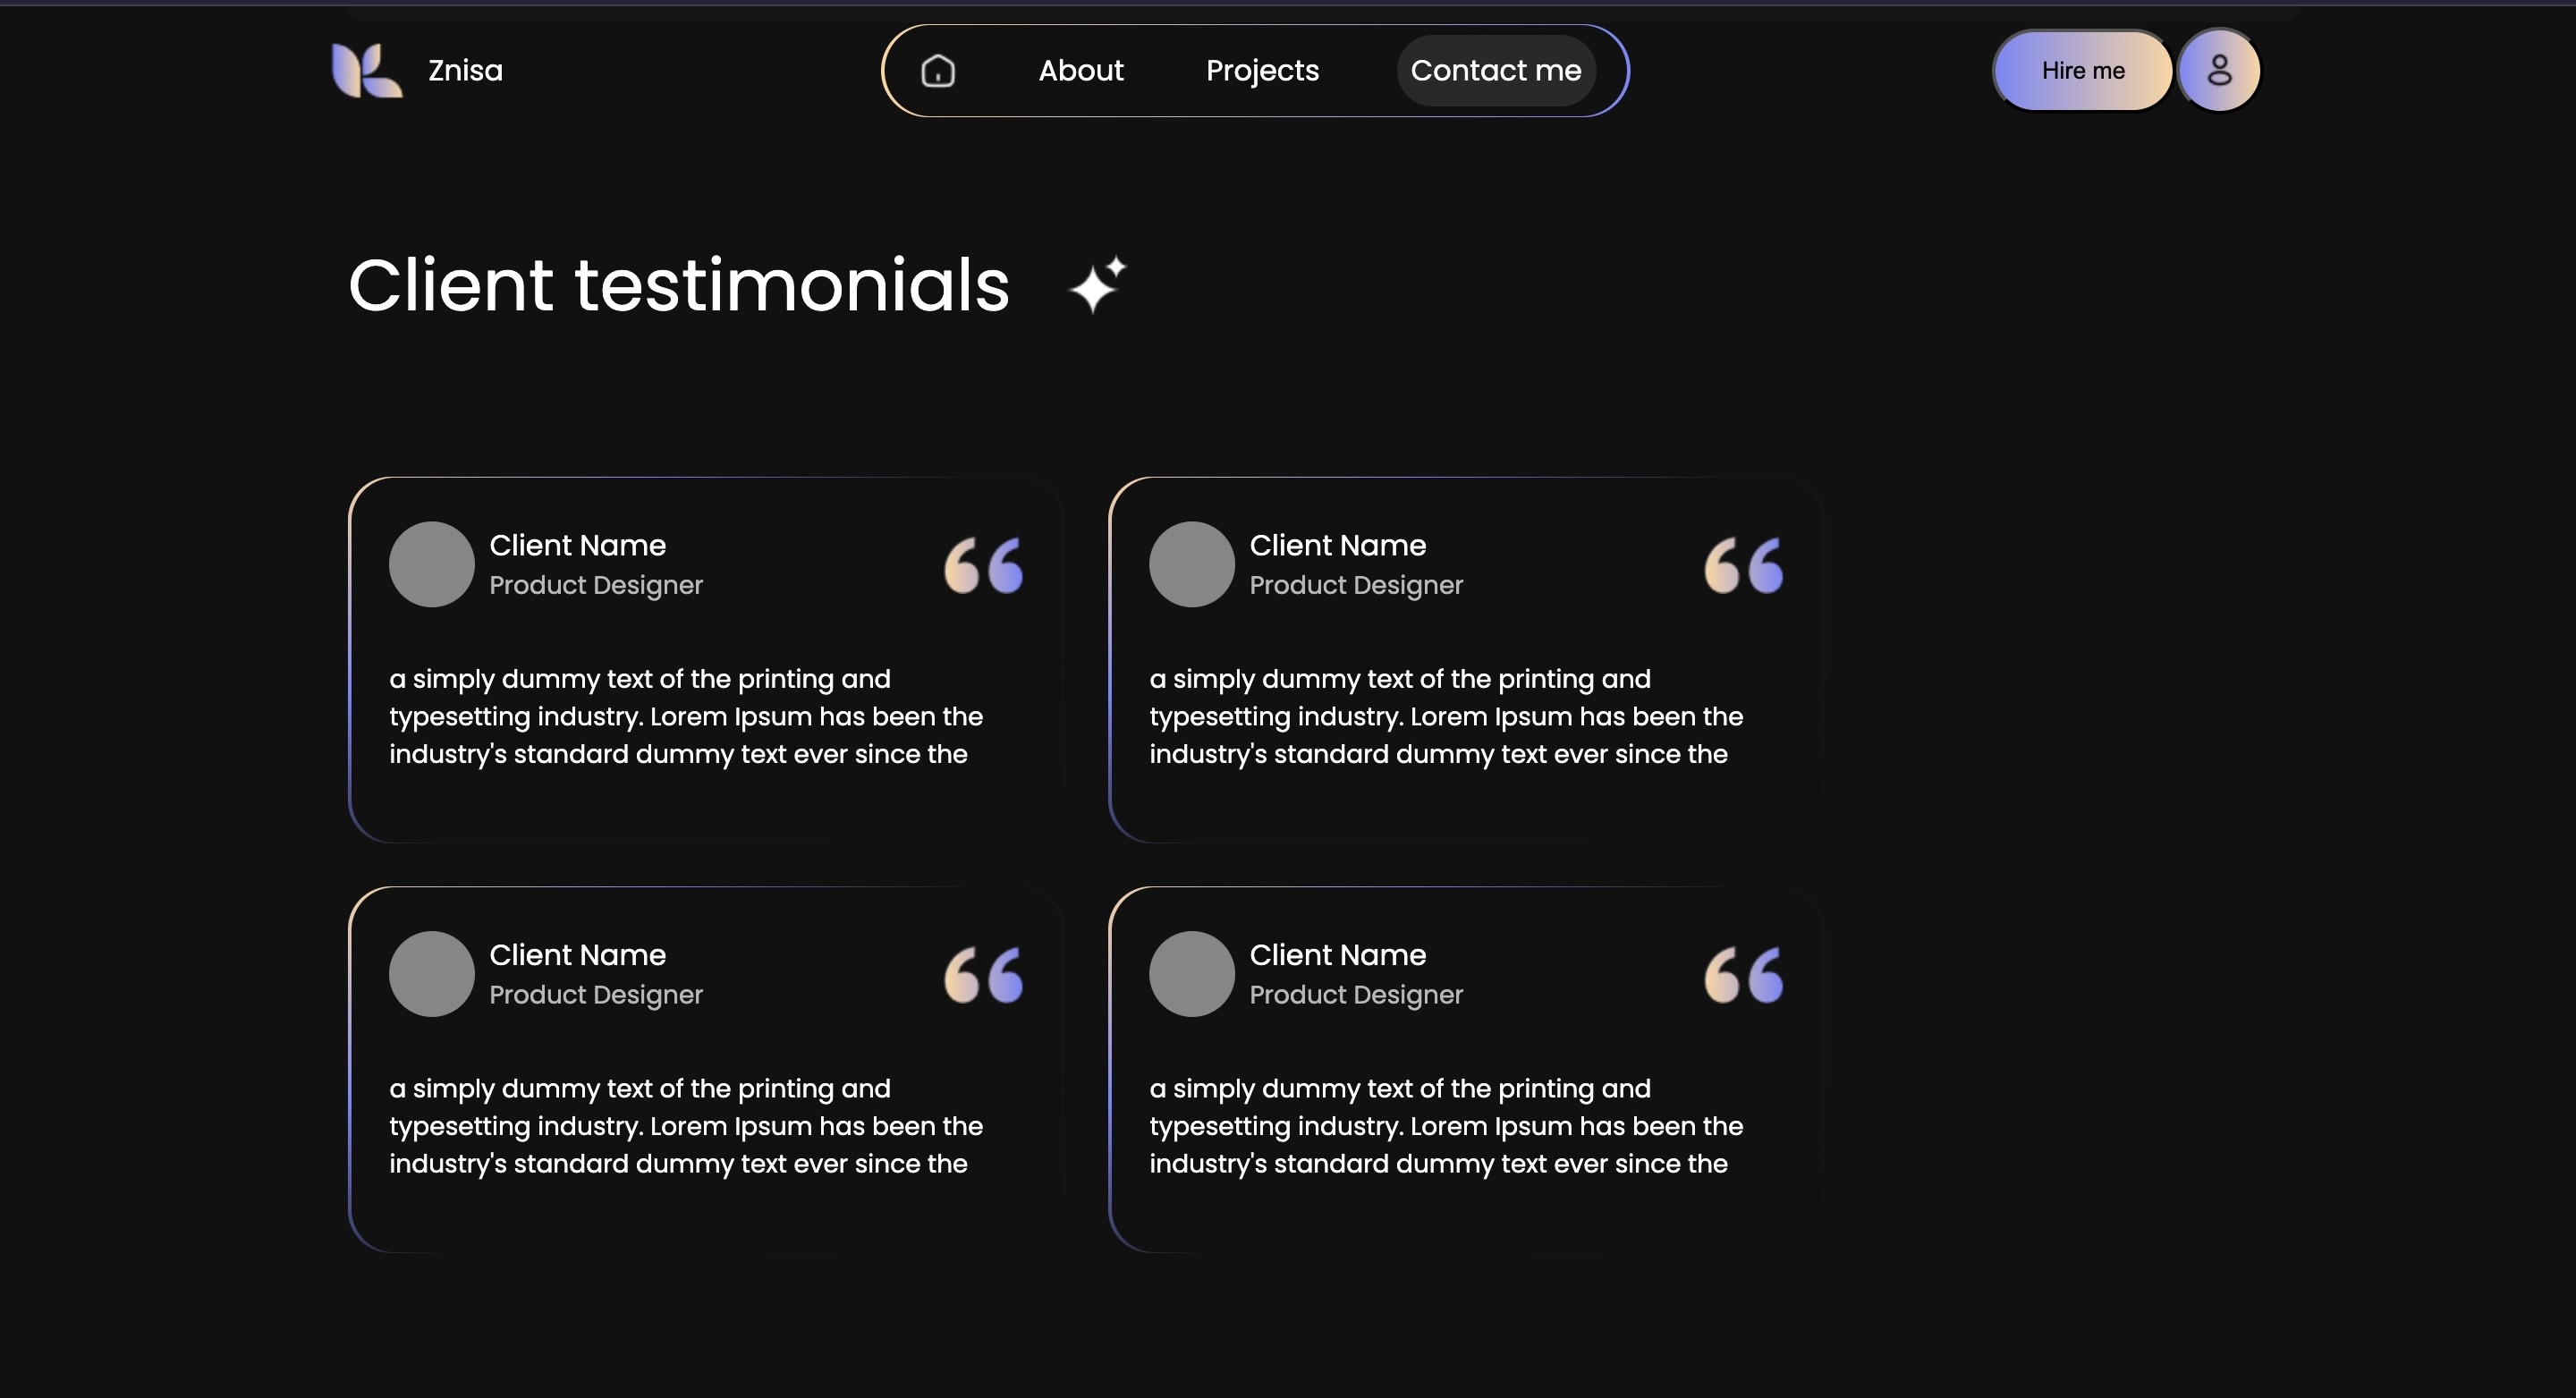 Znisa
About
Projects
Contact me
Hire me
Client testimonials
Client Name
Product Designer
a simply dummy text of the printing and
typesetting industry. Lorem Ipsum has been the
industry's standard dummy text ever since the
Client Name
Product Designer
a simply dummy text of the printing and
typesetting industry. Lorem Ipsum has been the
industry's standard dummy text ever since the
Client Name
Product Designer
a simply dummy text of the printing and
typesetting industry. Lorem Ipsum has been the
industry's standard dummy text ever since the
Client Name
Product Designer
a simply dummy text of the printing and
typesetting industry. Lorem Ipsum has been the
industry's standard dummy text ever since the